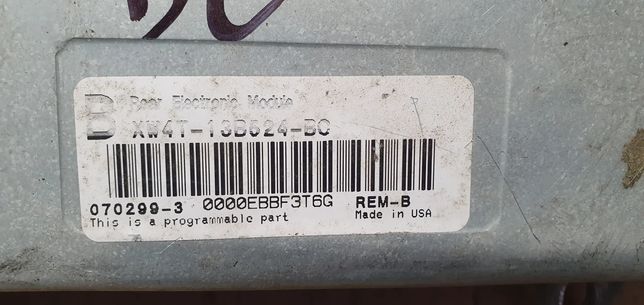 B Rear Electronic Module
XW4T-13B524-BC
070299-3 0000EBBF3T6G REM-B
This is a programmable part Made in USA